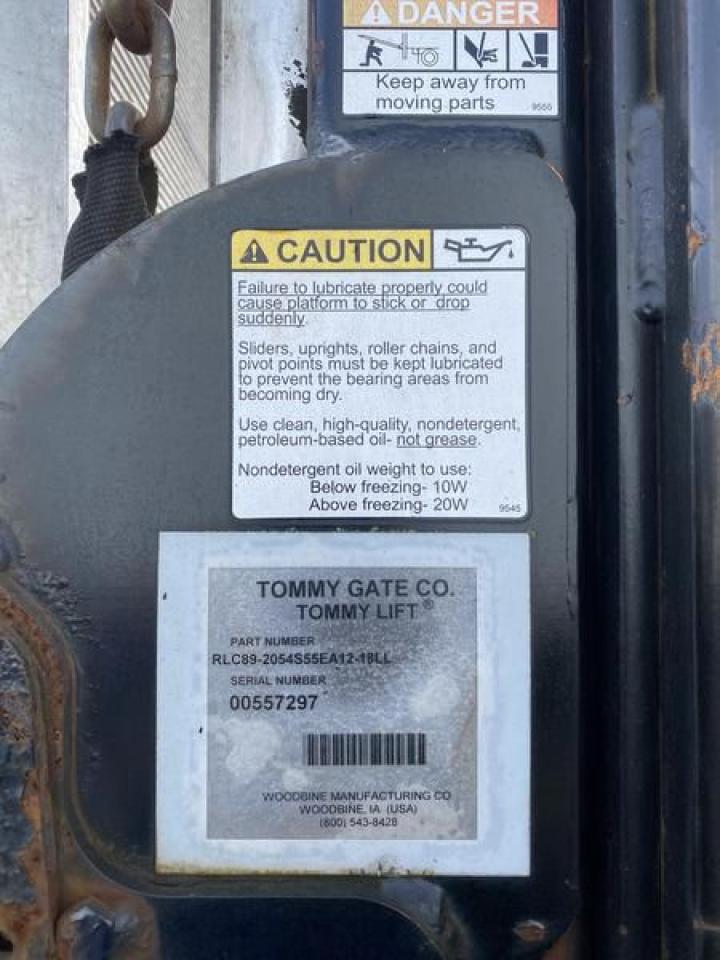 DANGER
Keep away from
moving parts
9555
CAUTION
Failure to lubricate properly could
cause platform to stick or drop
suddenly.
Sliders, uprights, roller chains, and
pivot points must be kept lubricated
to prevent the bearing areas from
becoming dry.
Use clean, high-quality, nondetergent,
petroleum-based oil- not grease.
Nondetergent oil weight to use:
Below freezing- 10W
Above freezing- 20W
9545
TOMMY GATE CO.
TOMMY LIFT®
PART NUMBER
RLC89-2054S55EA12-18LL
SERIAL NUMBER
00557297
WOODBINE MANUFACTURING CO
WOODBINE, IA (USA)
(800) 543-8428